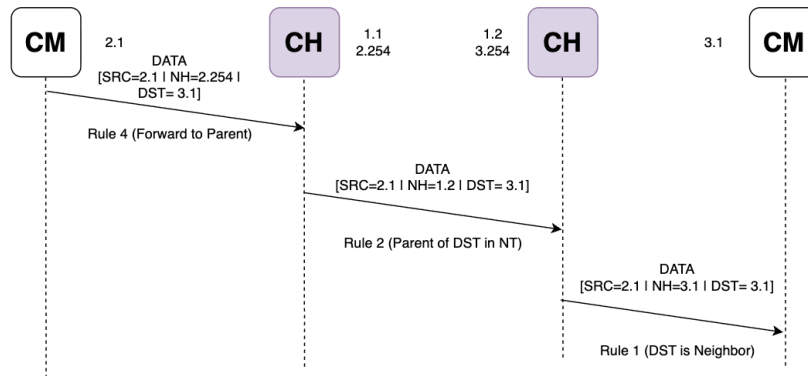 CM
2.1
CH
1.1
2.254
1.2
3.254
CH
3.1
CM
DATA
[SRC=2.1 | NH=2.254 |
DST= 3.1]
Rule 4 (Forward to Parent)
DATA
[SRC=2.1 | NH=1.2 | DST= 3.1]
Rule 2 (Parent of DST in NT)
DATA
[SRC=2.1 | NH=3.1 | DST= 3.1]
Rule 1 (DST is Neighbor)